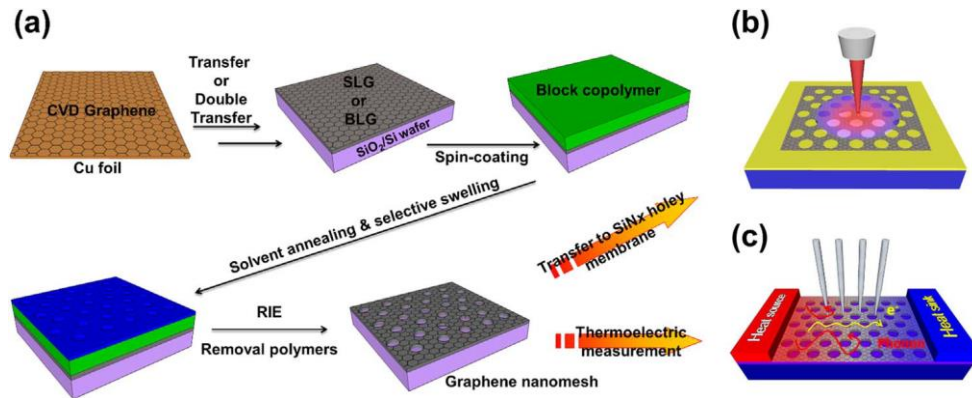 (a)
CVD Graphene
Cu foil
Transfer
or
Double
Transfer
SLG
or
BLG
SiO2/Si wafer
Spin-coating
Block copolymer
Solvent annealing & selective swelling
RIE
Removal polymers
Graphene nanomesh
Transfer to SiNx holey
membrane
Thermoelectric
measurement
(b)
(c)
Heat source
e
Phonon
Heat sink